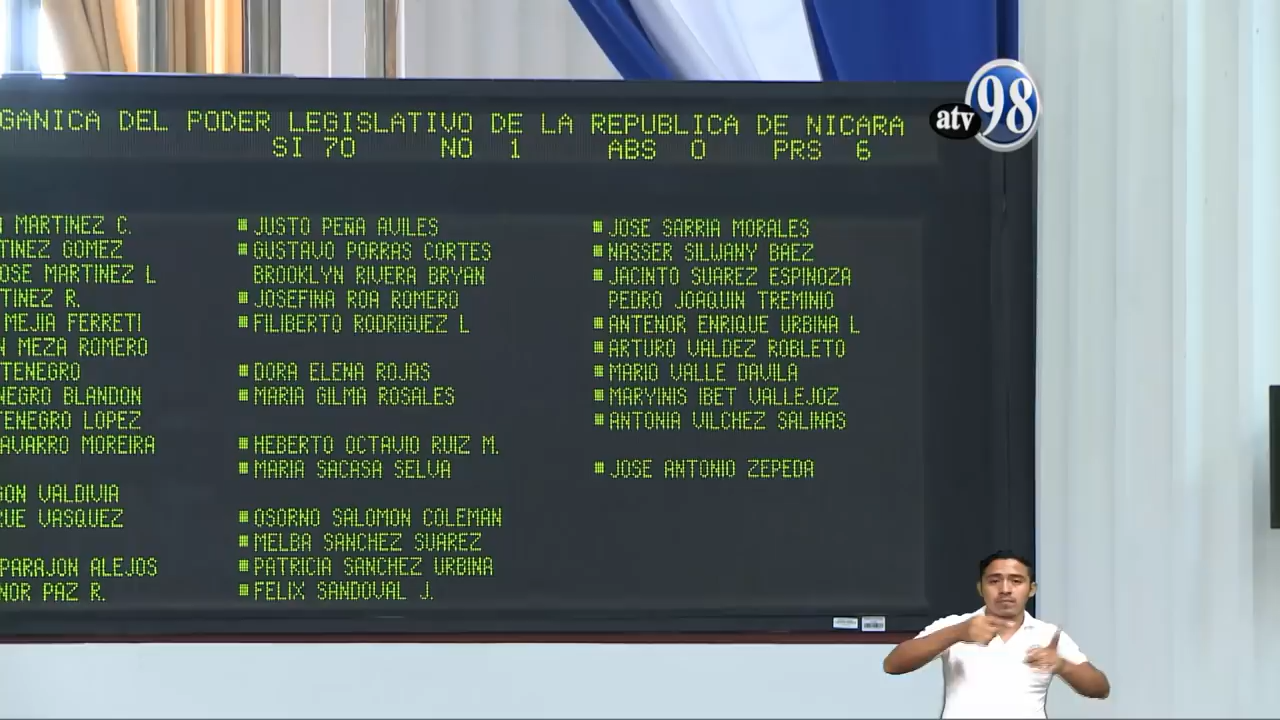 GANICA DEL PODER LEGISLATIVO DE LA REPUBLICA DE NICARA
SI 70 NO 1 ABS 0 PRS 6
atv 98
MARTINEZ C.
TINEZ GOMEZ
OSE MARTINEZ L
TINEZ R.
MEJIA FERRETI
N MEZA ROMERO
TENEGRO
NEGRO BLANDON
TENEGRO LOPEZ
AVARRO MOREIRA
GON VALDIVIA
RUE VASQUEZ
PARAJON ALEJOS
NOR PAZ R.
JUSTO PEÑA AVILES
GUSTAVO PORRAS CORTES
BROOKLYN RIVERA BRYAN
JOSEFINA ROA ROMERO
FILIBERTO RODRIGUEZ L
DORA ELENA ROJAS
MARIA GILMA ROSALES
HEBERTO OCTAVIO RUIZ M.
MARIA SACASA SELVA
OSORNO SALOMON COLEMAN
MELBA SANCHEZ SUAREZ
PATRICIA SANCHEZ URBINA
FELIX SANDOVAL J.
JOSE SARRIA MORALES
NASSER SILWANY BAEZ
JACINTO SUAREZ ESPINOZA
PEDRO JOAQUIN TREMINIO
ANTENOR ENRIQUE URBINA L
ARTURO VALDEZ ROBLETO
MARIO VALLE DAVILA
MARYINIS IBET VALLEJOZ
ANTONIA VILCHEZ SALINAS
JOSE ANTONIO ZEPEDA